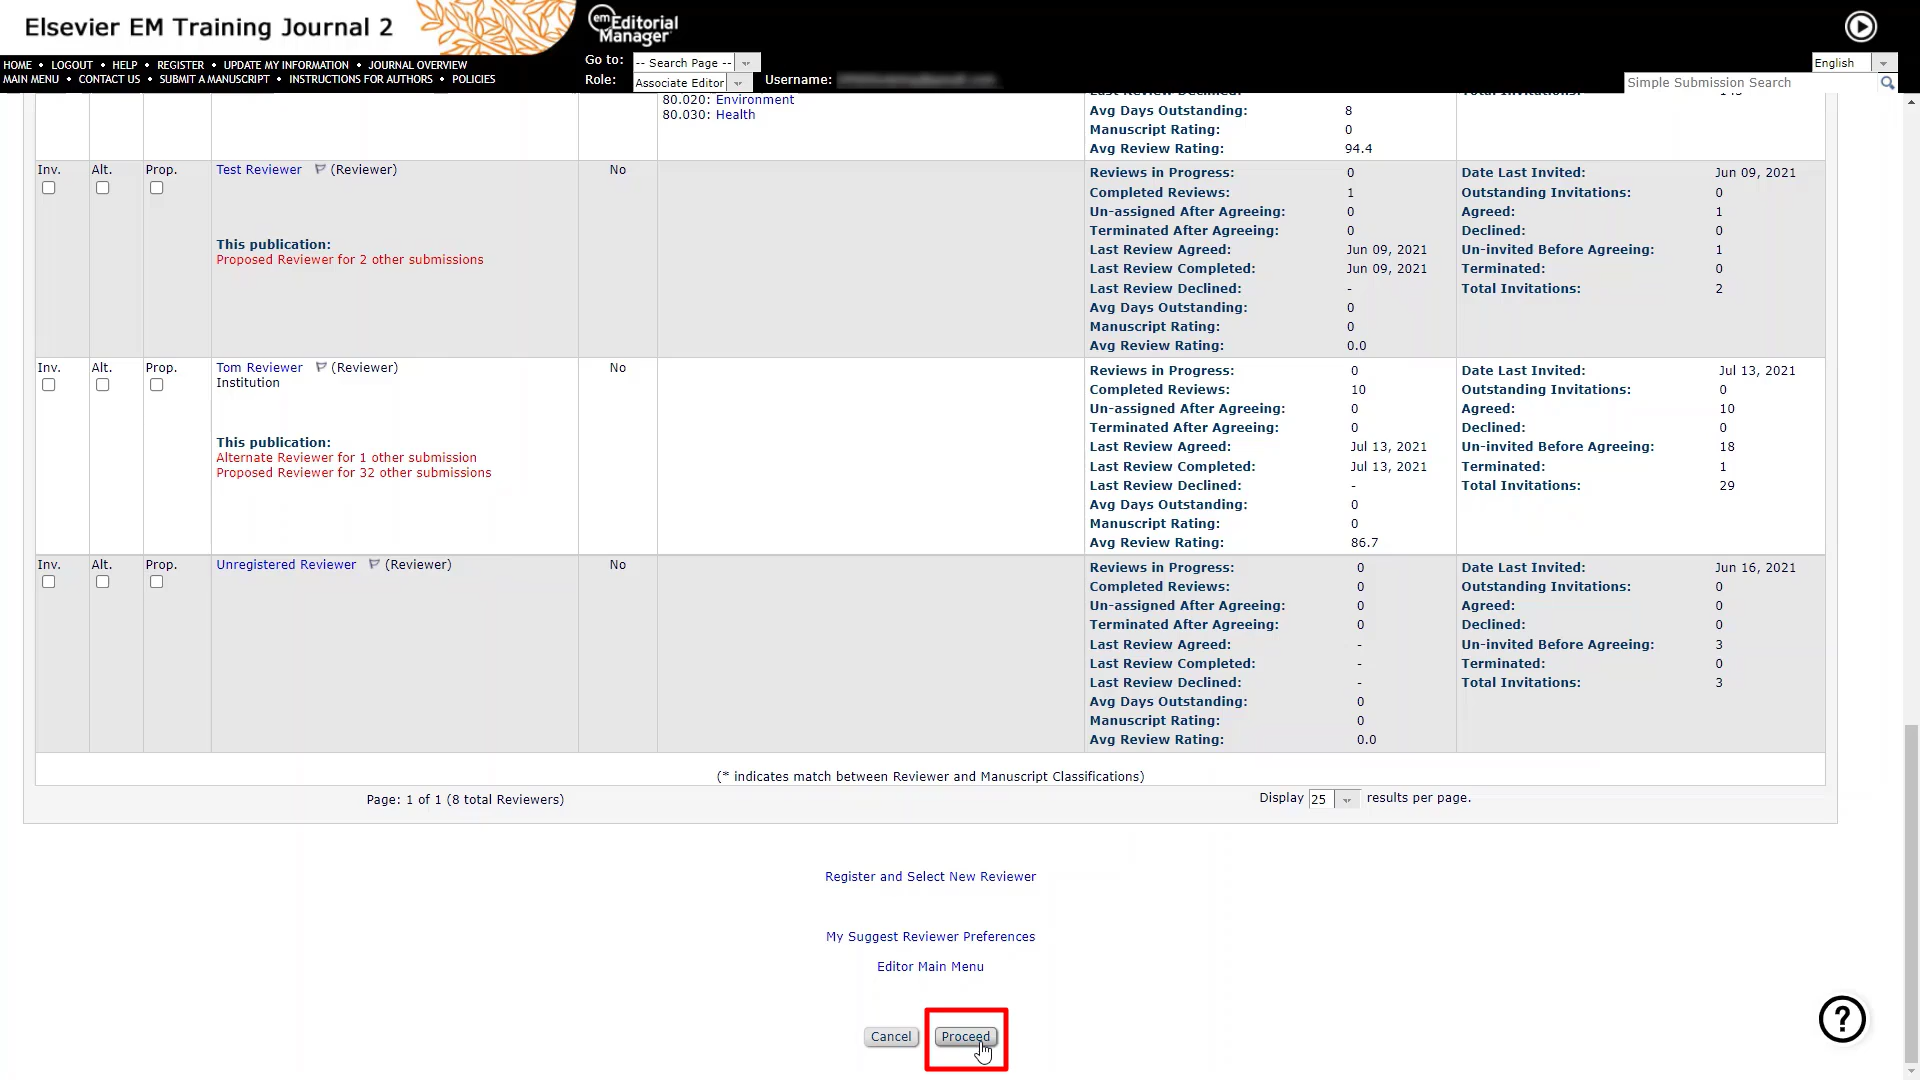 Elsevier EM Training Journal 2
em Editorial Manager®
HOME • LOGOUT • HELP • REGISTER • UPDATE MY INFORMATION • JOURNAL OVERVIEW
MAIN MENU • CONTACT US • SUBMIT A MANUSCRIPT • INSTRUCTIONS FOR AUTHORS • POLICIES
Go to: -- Search Page --
Role: Associate Editor Username:
English
Simple Submission Search
80.020: Environment
80.030: Health
Avg Days Outstanding: 8
Manuscript Rating: 0
Avg Review Rating: 94.4
Inv. Alt. Prop.
Test Reviewer (Reviewer)
This publication:
Proposed Reviewer for 2 other submissions
No
Reviews in Progress: 0
Completed Reviews: 1
Un-assigned After Agreeing: 0
Terminated After Agreeing: 0
Last Review Agreed: Jun 09, 2021
Last Review Completed: Jun 09, 2021
Last Review Declined: -
Avg Days Outstanding: 0
Manuscript Rating: 0
Avg Review Rating: 0.0
Date Last Invited: Jun 09, 2021
Outstanding Invitations: 0
Agreed: 1
Declined: 0
Un-invited Before Agreeing: 1
Terminated: 0
Total Invitations: 2
Inv. Alt. Prop.
Tom Reviewer (Reviewer)
Institution
This publication:
Alternate Reviewer for 1 other submission
Proposed Reviewer for 32 other submissions
No
Reviews in Progress: 0
Completed Reviews: 10
Un-assigned After Agreeing: 0
Terminated After Agreeing: 0
Last Review Agreed: Jul 13, 2021
Last Review Completed: Jul 13, 2021
Last Review Declined: -
Avg Days Outstanding: 0
Manuscript Rating: 0
Avg Review Rating: 86.7
Date Last Invited: Jul 13, 2021
Outstanding Invitations: 0
Agreed: 10
Declined: 0
Un-invited Before Agreeing: 18
Terminated: 1
Total Invitations: 29
Inv. Alt. Prop.
Unregistered Reviewer (Reviewer)
No
Reviews in Progress: 0
Completed Reviews: 0
Un-assigned After Agreeing: 0
Terminated After Agreeing: 0
Last Review Agreed: -
Last Review Completed: -
Last Review Declined: -
Avg Days Outstanding: 0
Manuscript Rating: 0
Avg Review Rating: 0.0
Date Last Invited: Jun 16, 2021
Outstanding Invitations: 0
Agreed: 0
Declined: 0
Un-invited Before Agreeing: 3
Terminated: 0
Total Invitations: 3
(* indicates match between Reviewer and Manuscript Classifications)
Page: 1 of 1 (8 total Reviewers)
Display 25 results per page.
Register and Select New Reviewer
My Suggest Reviewer Preferences
Editor Main Menu
Cancel Proceed
?